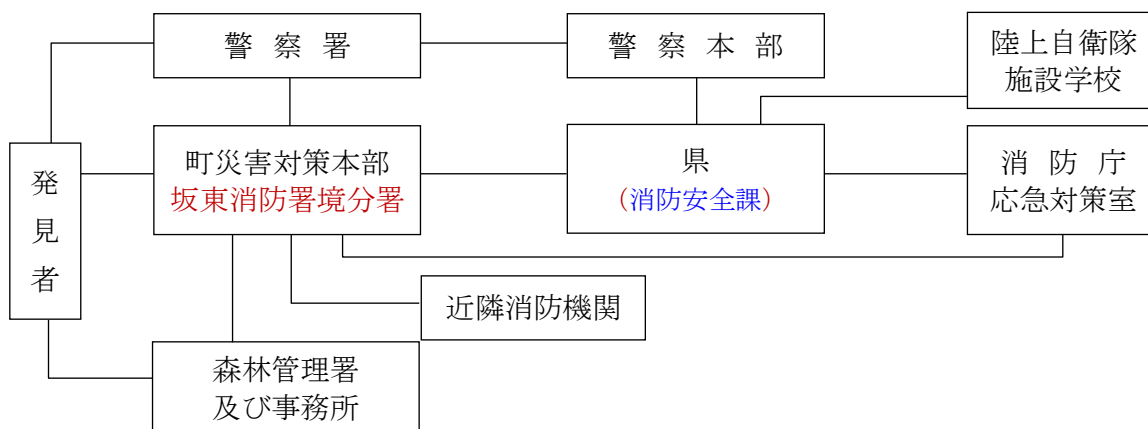 警察署
警察本部
陸上自衛隊
施設学校
発見者
町災害対策本部
坂東消防署境分署
県
(消防安全課)
消防庁
応急対策室
近隣消防機関
森林管理署
及び事務所